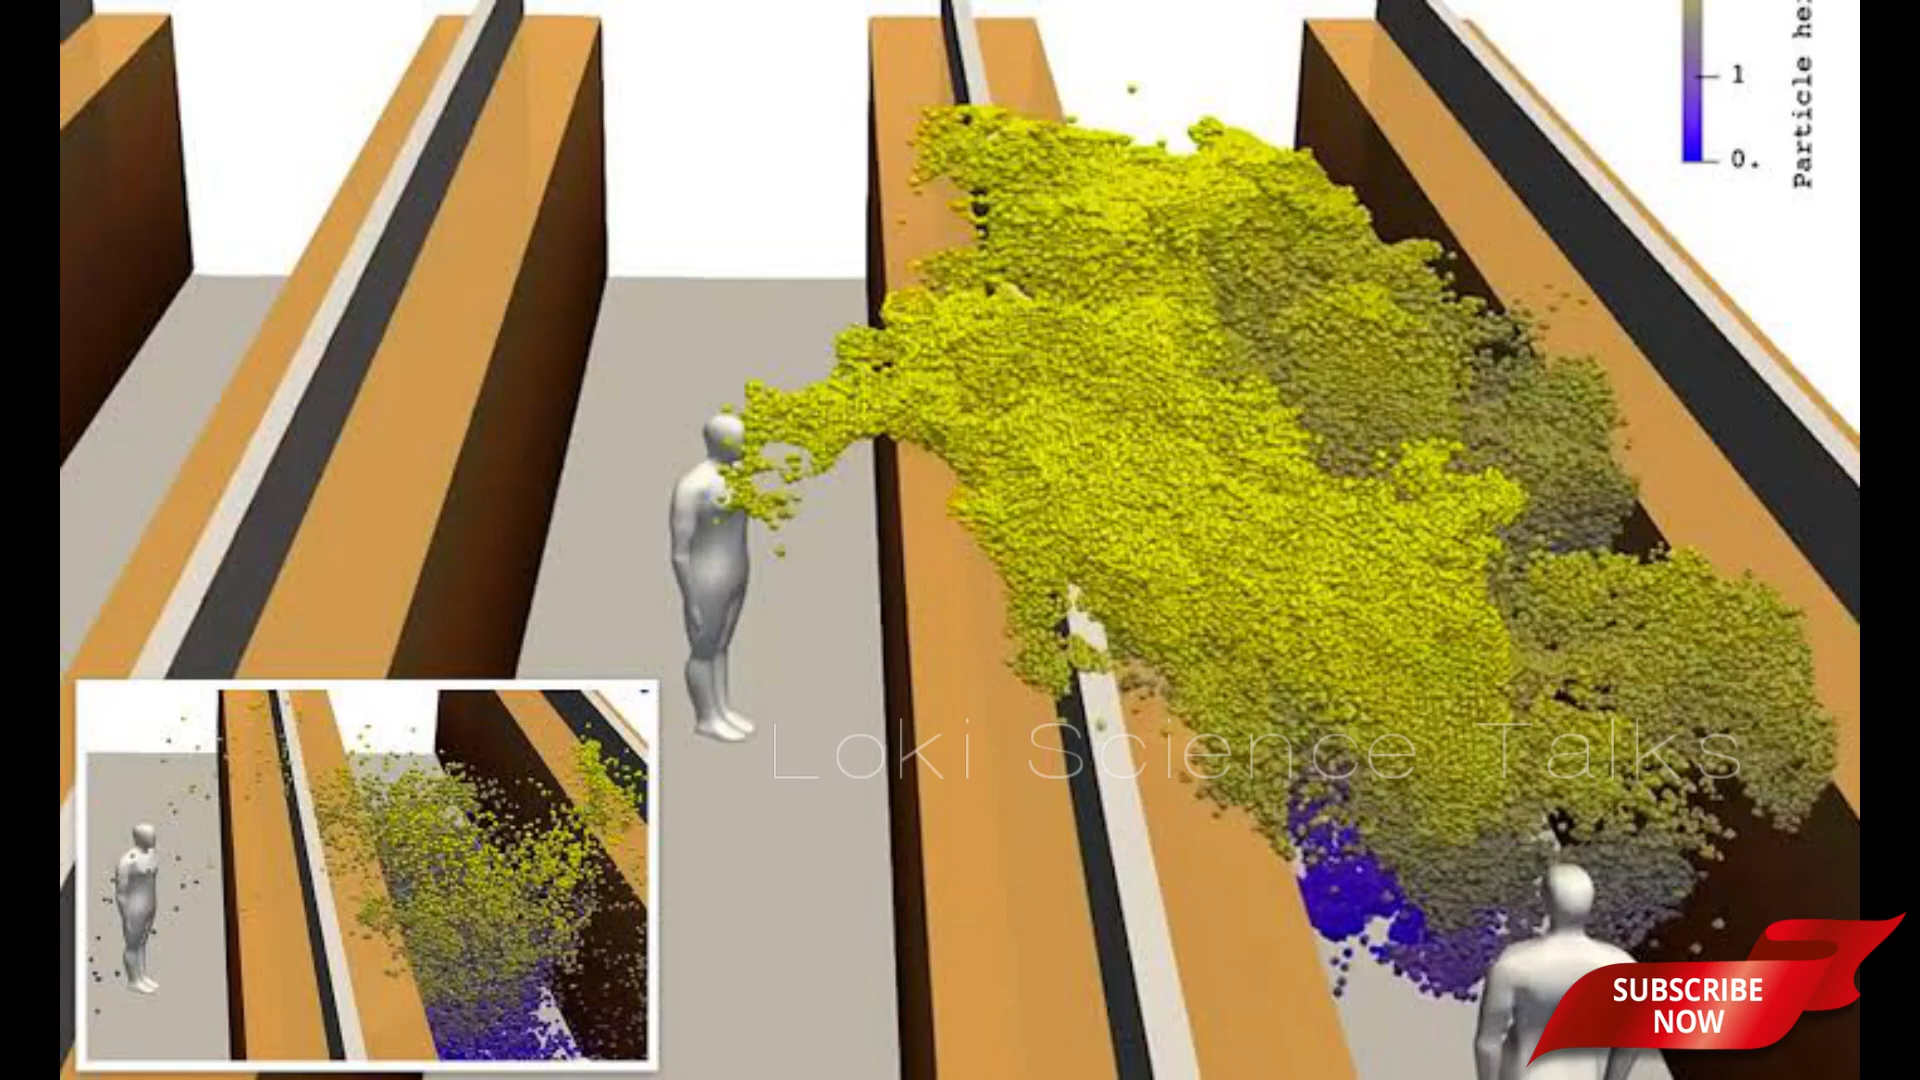 1
0.
Particle he
Loki Science Talks
SUBSCRIBE
NOW